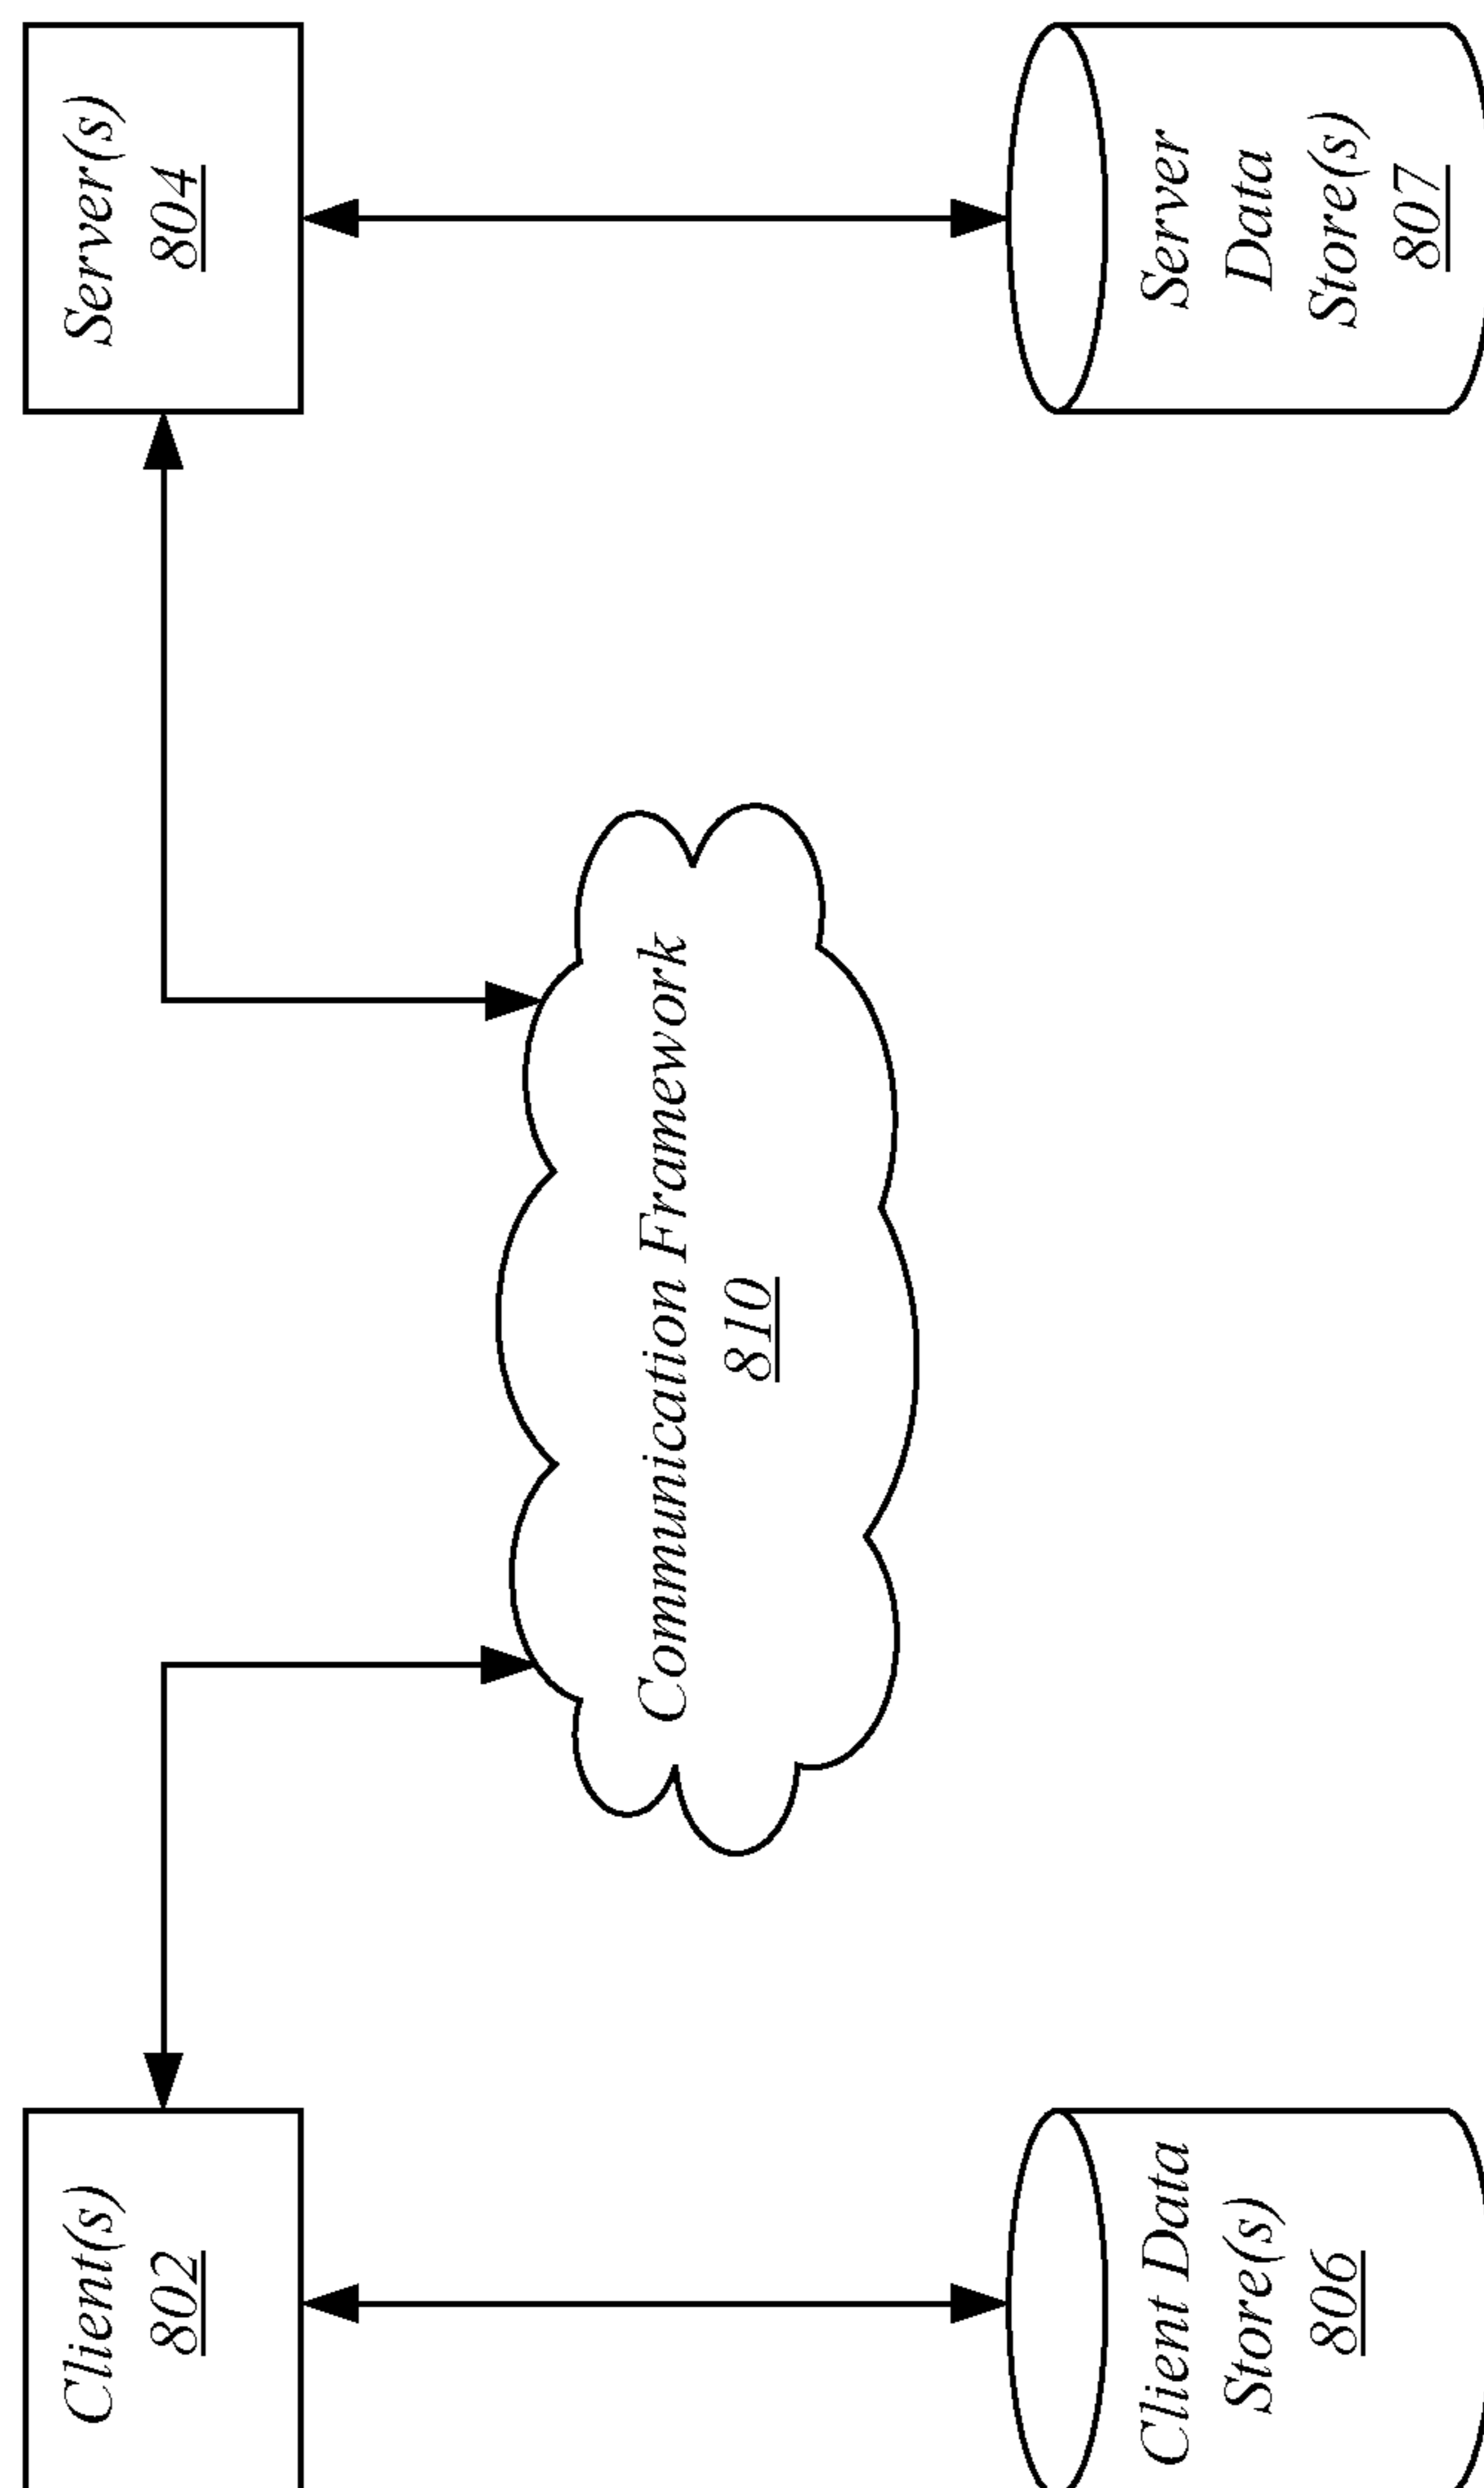 Client(s)
802
Server(s)
804
Communication Framework
810
Client Data
Store(s)
806
Server
Data
Store(s)
807